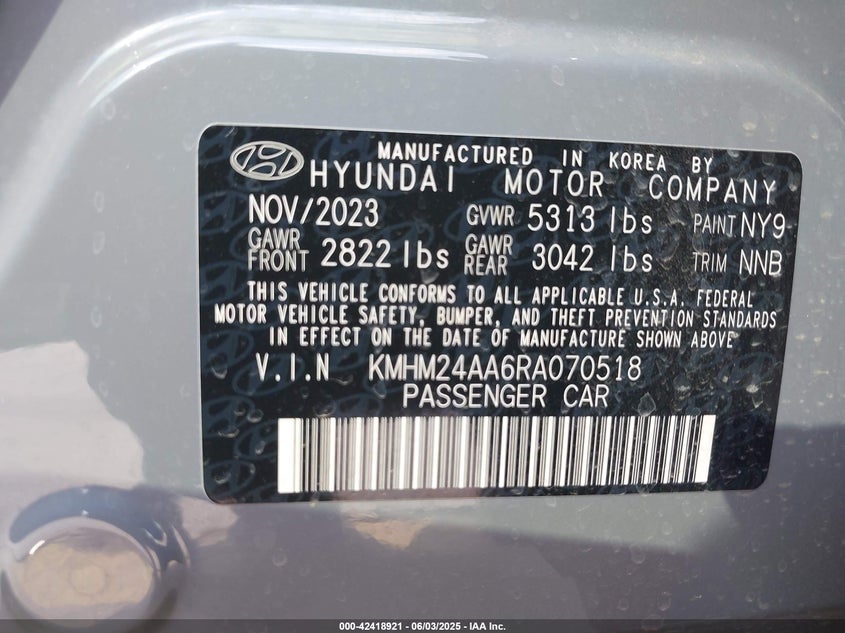 MANUFACTURED IN KOREA BY
HYUNDAI MOTOR COMPANY
NOV/2023 GVWR 5313 lbs PAINT NY9
GAWR FRONT 2822 lbs GAWR REAR 3042 lbs TRIM NNB
THIS VEHICLE CONFORMS TO ALL APPLICABLE U.S.A. FEDERAL
MOTOR VEHICLE SAFETY, BUMPER, AND THEFT PREVENTION STANDARDS
IN EFFECT ON THE DATE OF MANUFACTURE SHOWN ABOVE
V.I.N KMHM24AA6RA070518
PASSENGER CAR
000-42418921 | 06/03/2025 - IAA Inc.